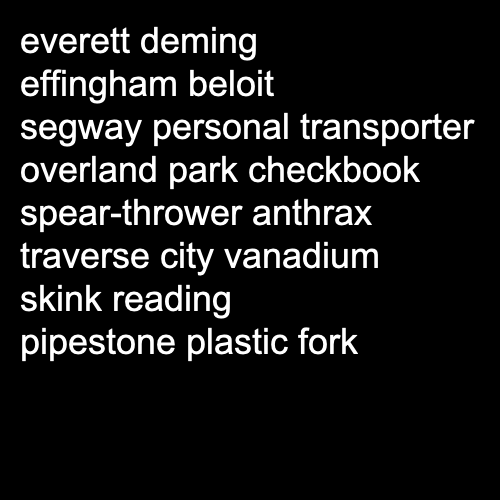 everett deming
effingham beloit
segway personal transporter
overland park checkbook
spear-thrower anthrax
traverse city vanadium
skink reading
pipestone plastic fork